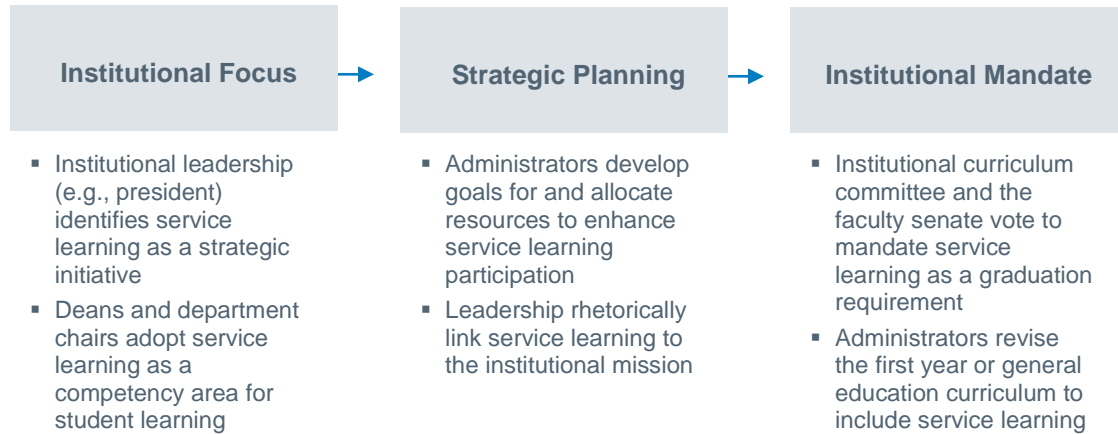 Institutional Focus
Strategic Planning
Institutional Mandate
▪ Institutional leadership
(e.g., president)
identifies service
learning as a strategic
initiative
▪ Deans and department
chairs adopt service
learning as a
competency area for
student learning
▪ Administrators develop
goals for and allocate
resources to enhance
service learning
participation
▪ Leadership rhetorically
link service learning to
the institutional mission
▪ Institutional curriculum
committee and the
faculty senate vote to
mandate service
learning as a graduation
requirement
▪ Administrators revise
the first year or general
education curriculum to
include service learning